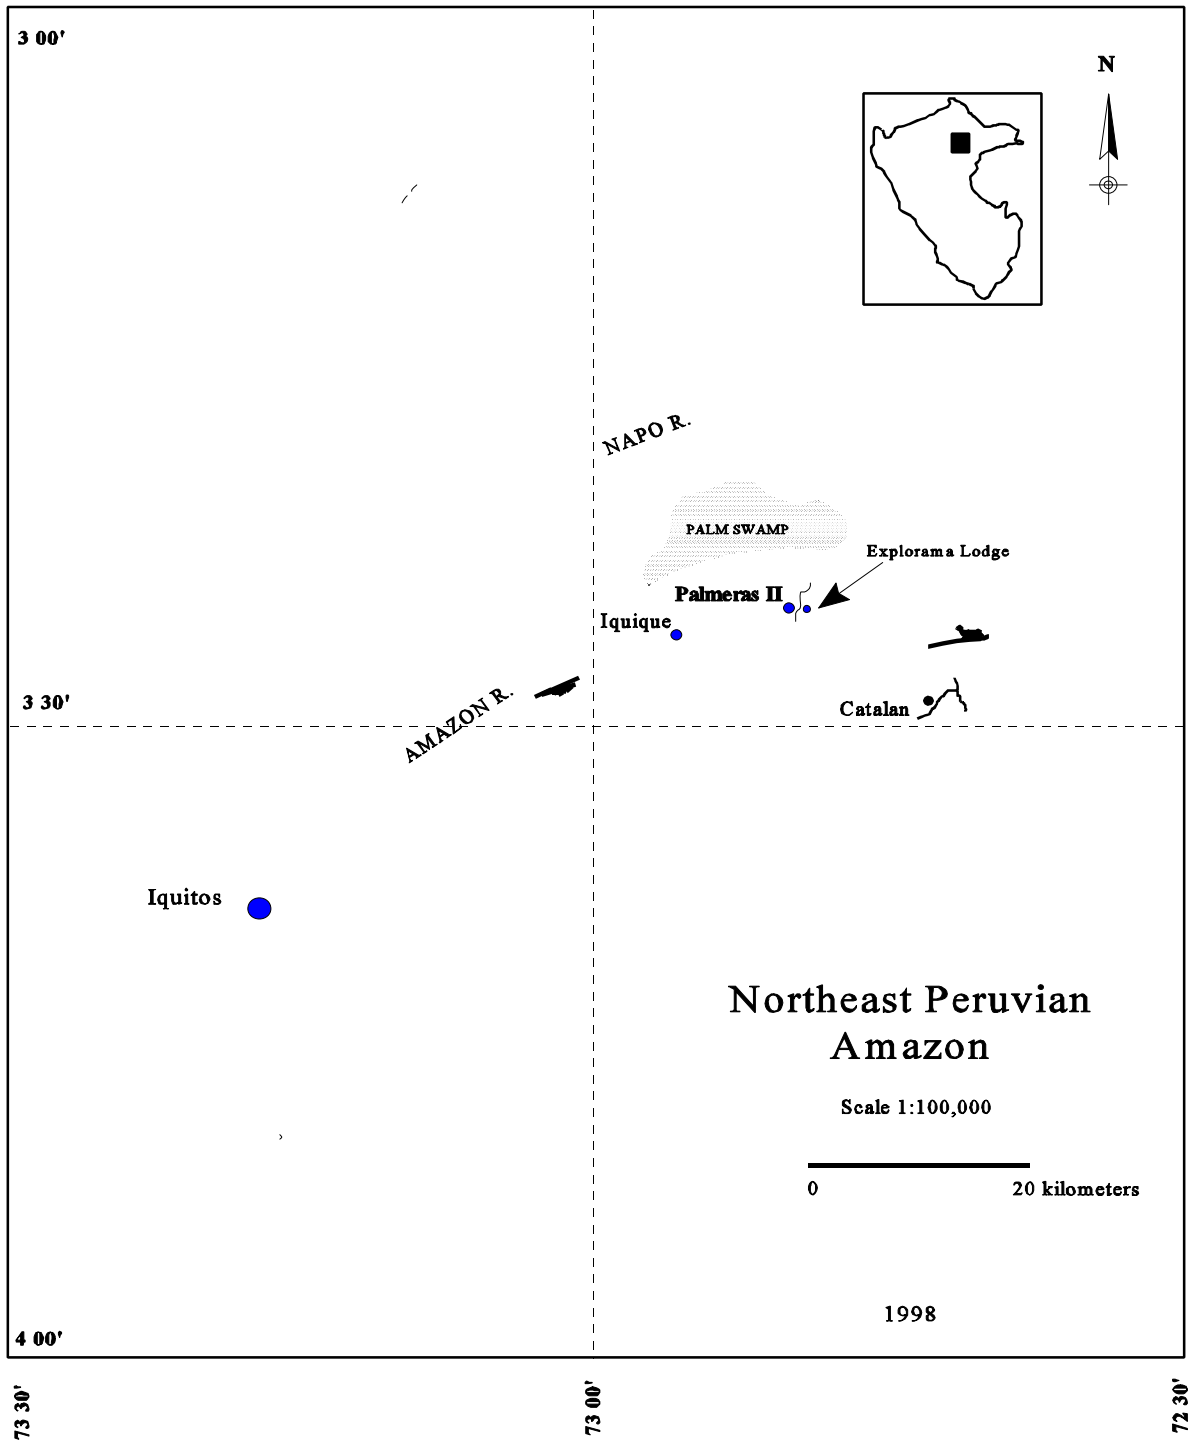 3 00'
N
NAPO R.
PALM SWAMP
Explorama Lodge
Palmeras II
Iquique
3 30'
AMAZON R.
Catalan
Iquitos
Northeast Peruvian
Amazon
Scale 1:100,000
0 20 kilometers
1998
4 00'
73 30'
73 00'
72 30'